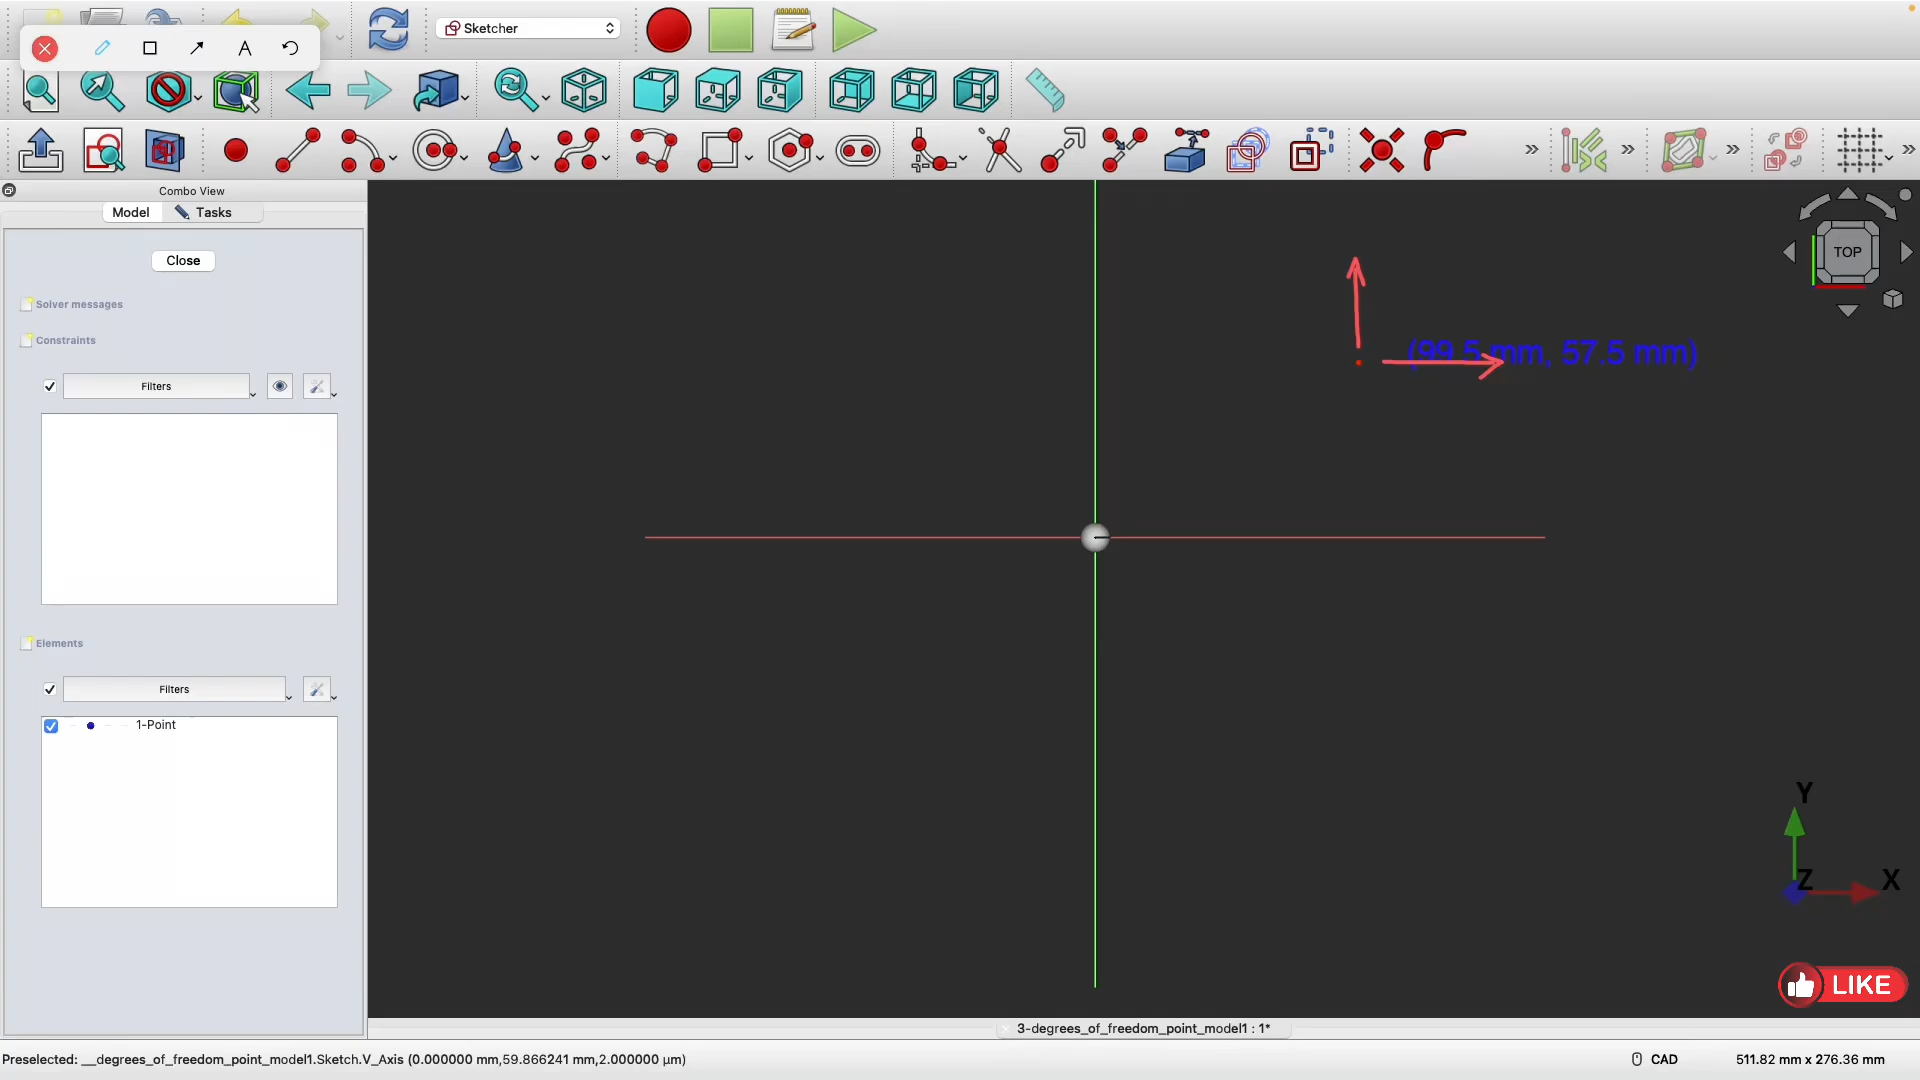 Sketcher
A
Combo View
Model
Tasks
TOP
Close
Solver messages
(99.5 mm, 57.5 mm)
Constraints
Filters
Elements
Filters
1-Point
Y
Z
X
LIKE
3-degrees_of_freedom_point_model1 : 1*
Preselected: __degrees_of_freedom_point_model1.Sketch.V_Axis (0.000000 mm,59.866241 mm,2.000000 µm)
CAD
511.82 mm x 276.36 mm